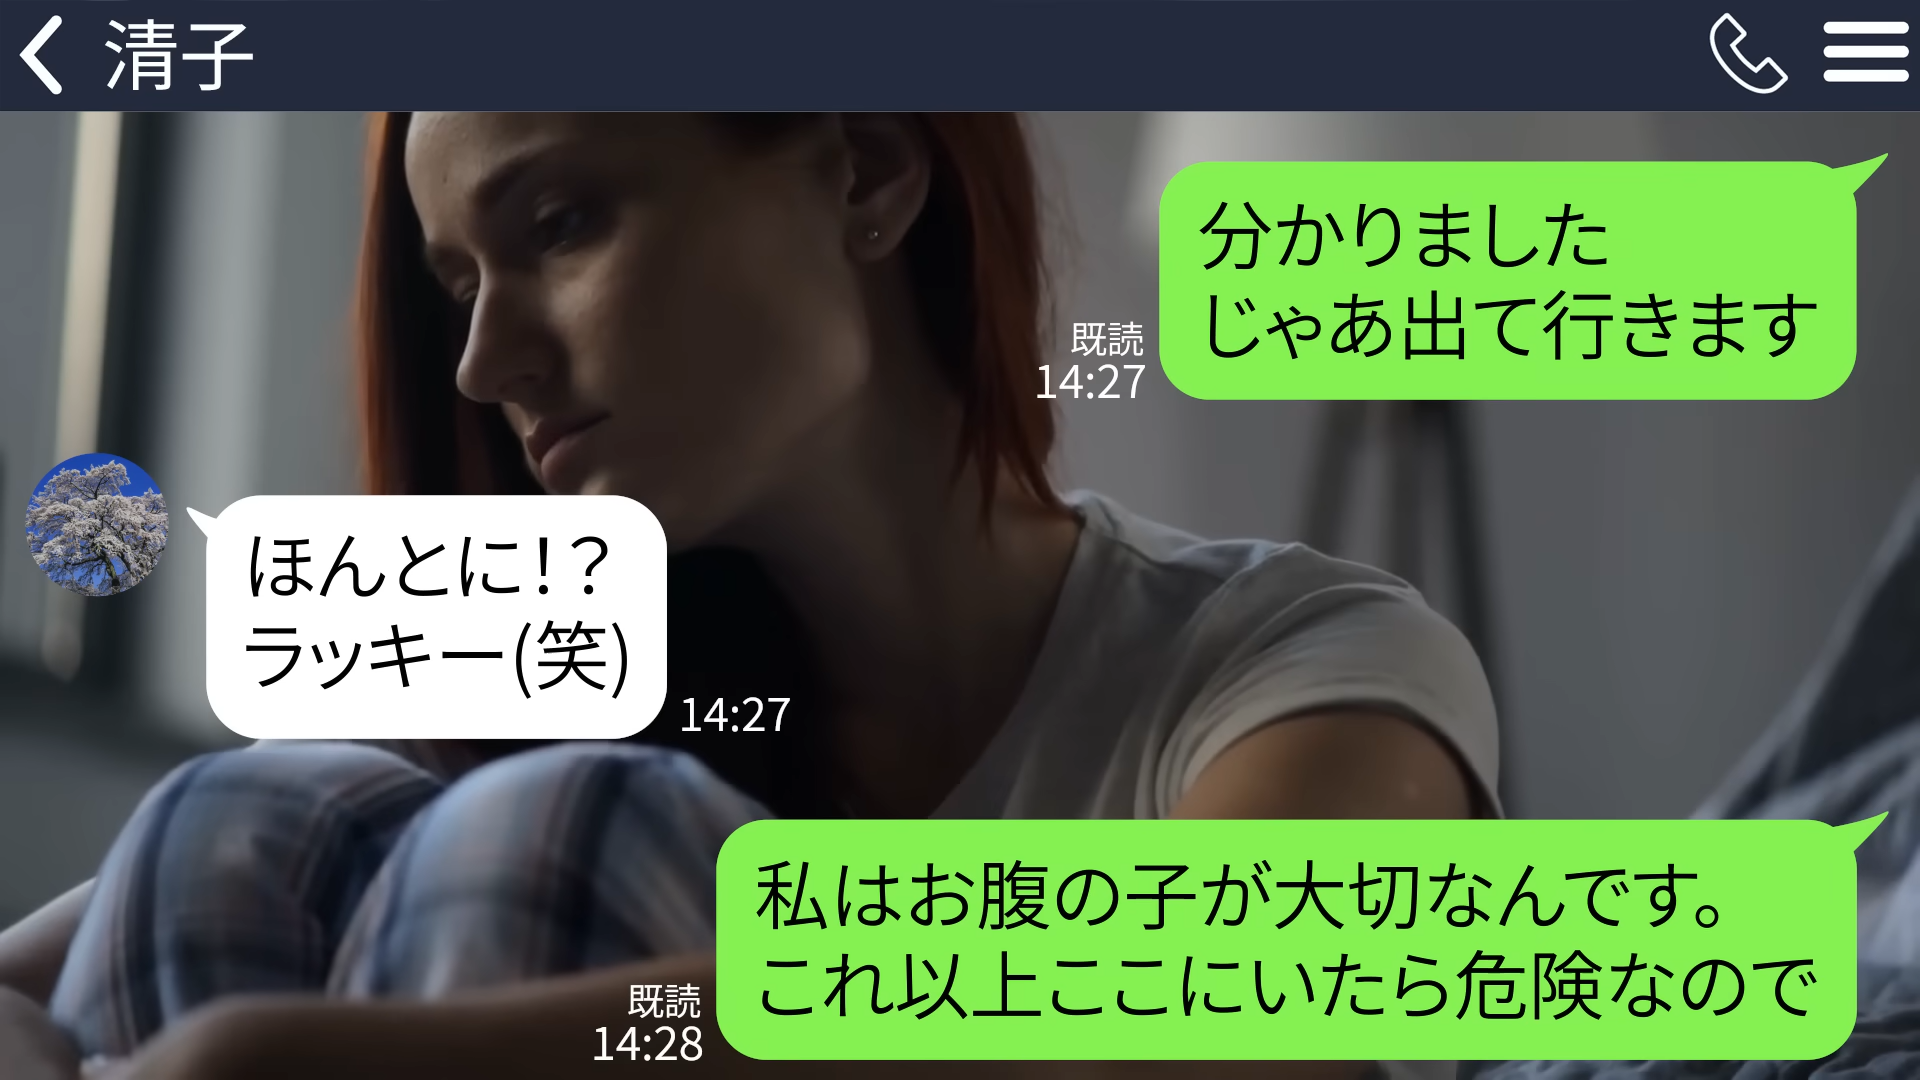 清子
分かりました
じゃあ出て行きます
既読
14:27
ほんとに!?
ラッキー(笑)
14:27
私はお腹の子が大切なんです。
これ以上ここにいたら危険なので
既読
14:28